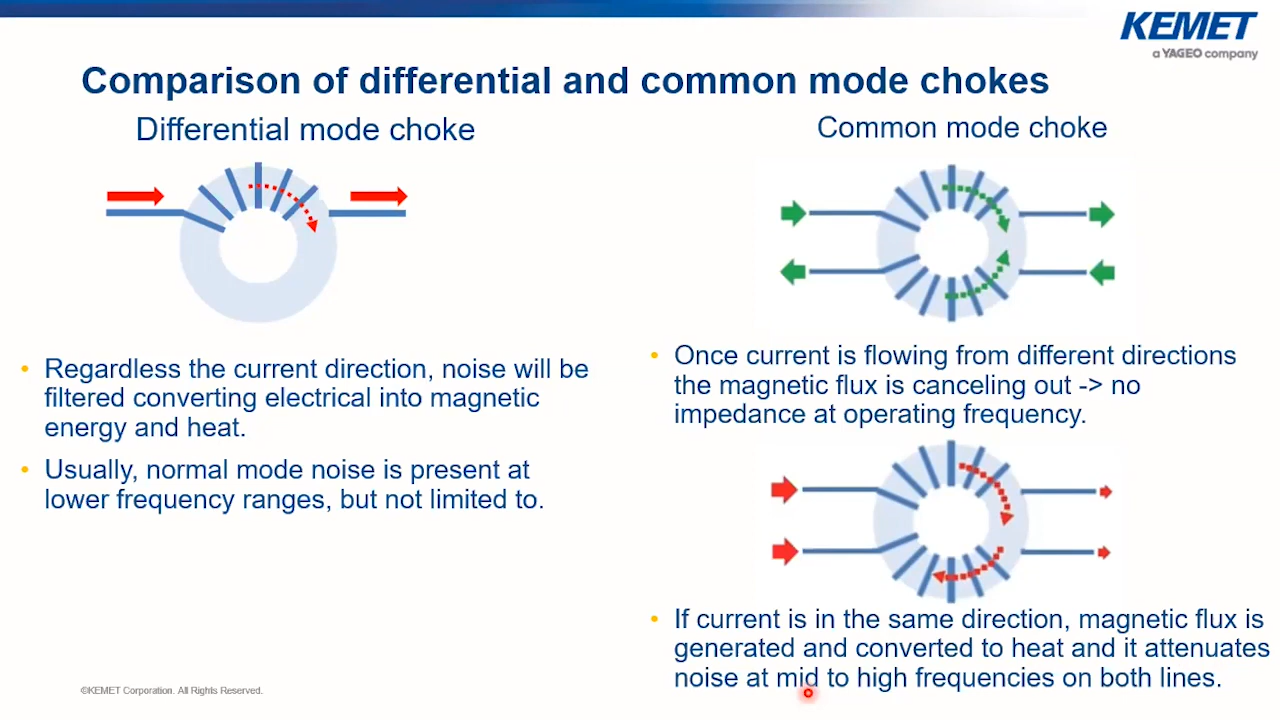 KEMET
a YAGEO company
Comparison of differential and common mode chokes
Differential mode choke
Regardless the current direction, noise will be
filtered converting electrical into magnetic
energy and heat.
Usually, normal mode noise is present at
lower frequency ranges, but not limited to.
Common mode choke
Once current is flowing from different directions
the magnetic flux is canceling out -> no
impedance at operating frequency.
If current is in the same direction, magnetic flux is
generated and converted to heat and it attenuates
noise at mid to high frequencies on both lines.
©KEMET Corporation. All Rights Reserved.